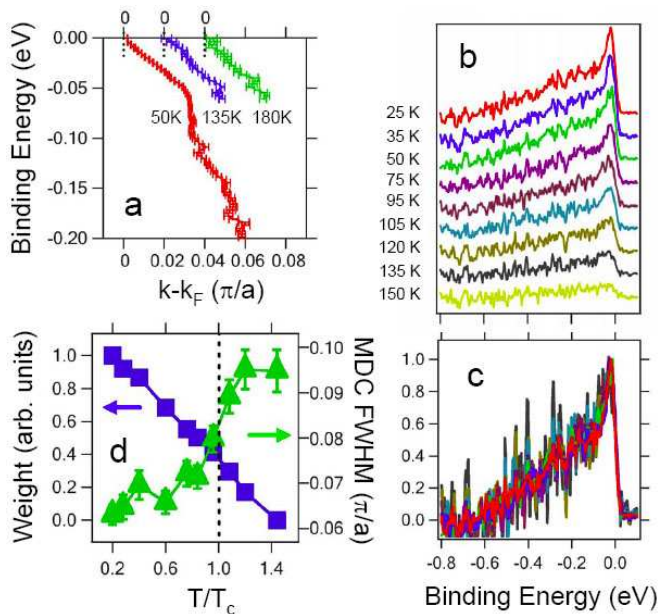 0 0 0
0.00
-0.05
-0.10
-0.15
-0.20
Binding Energy (eV)
50K 135K 180K
a
0 0.02 0.04 0.06 0.08
k-kF (π/a)
b
25 K
35 K
50 K
75 K
95 K
105 K
120 K
135 K
150 K
Weight (arb. units)
1.0
0.8
0.6
0.4
0.2
0.0
d
0.10
0.09
0.08
0.07
0.06
MDC FWHM (π/a)
0.2 0.6 1.0 1.4
T/Tc
c
1.0
0.8
0.6
0.4
0.2
0.0
-0.8 -0.6 -0.4 -0.2 0.0
Binding Energy (eV)